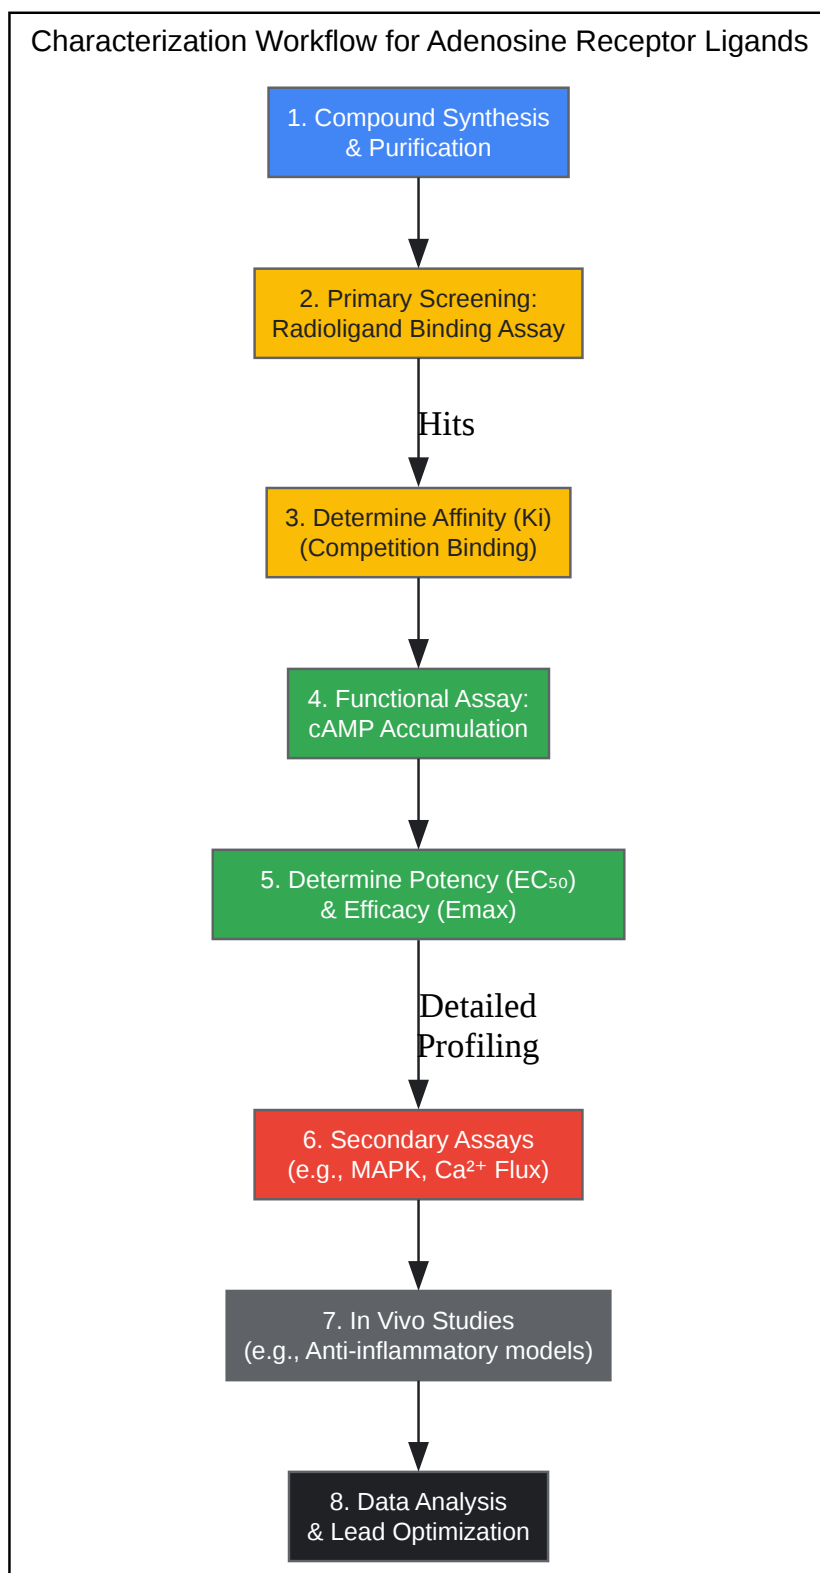 Characterization Workflow for Adenosine Receptor Ligands
1. Compound Synthesis
& Purification
2. Primary Screening:
Radioligand Binding Assay
Hits
3. Determine Affinity (Ki)
(Competition Binding)
4. Functional Assay:
cAMP Accumulation
5. Determine Potency (EC₅₀)
& Efficacy (Emax)
Detailed
Profiling
6. Secondary Assays
(e.g., MAPK, Ca²⁺ Flux)
7. In Vivo Studies
(e.g., Anti-inflammatory models)
8. Data Analysis
& Lead Optimization